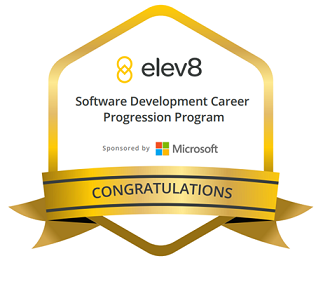 elev8
Software Development Career
Progression Program
Sponsored by Microsoft
CONGRATULATIONS